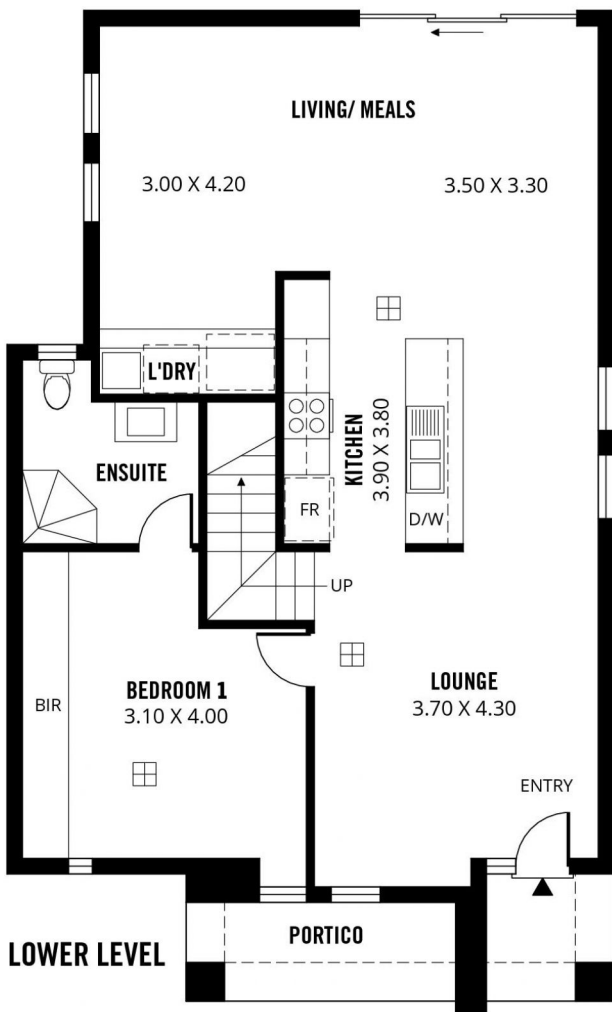 LIVING/ MEALS
3.00 X 4.20
3.50 X 3.30
L'DRY
KITCHEN
3.90 X 3.80
ENSUITE
FR
D/W
UP
BIR
BEDROOM 1
3.10 X 4.00
LOUNGE
3.70 X 4.30
ENTRY
PORTICO
LOWER LEVEL